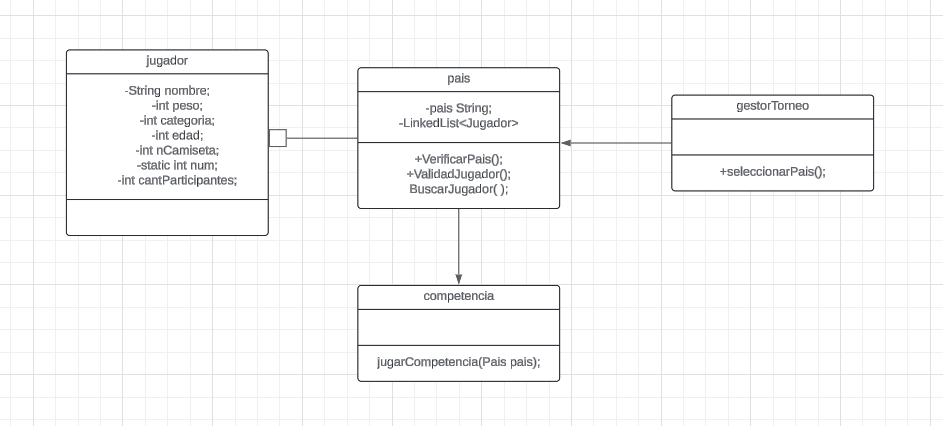 jugador
-String nombre;
-int peso;
-int categoria;
-int edad;
-int nCamiseta;
-static int num;
-int cantParticipantes;
pais
-pais String;
-LinkedList<Jugador>
+VerificarPais();
+ValidadJugador();
BuscarJugador( );
gestorTorneo
+seleccionarPais();
competencia
jugarCompetencia(Pais pais);